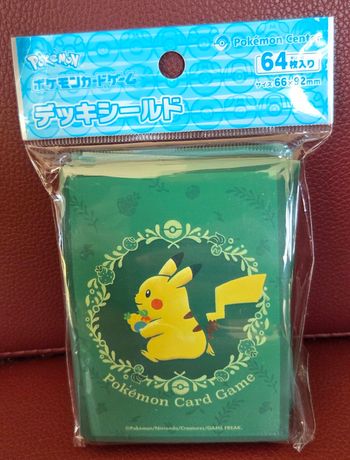 POKÉMON
Pokémon Center
ポケモンカードゲーム
64枚入り
デッキシールド
サイズ 66×92mm
Pokémon Card Game
©Pokémon/Nintendo/Creatures/GAME FREAK.